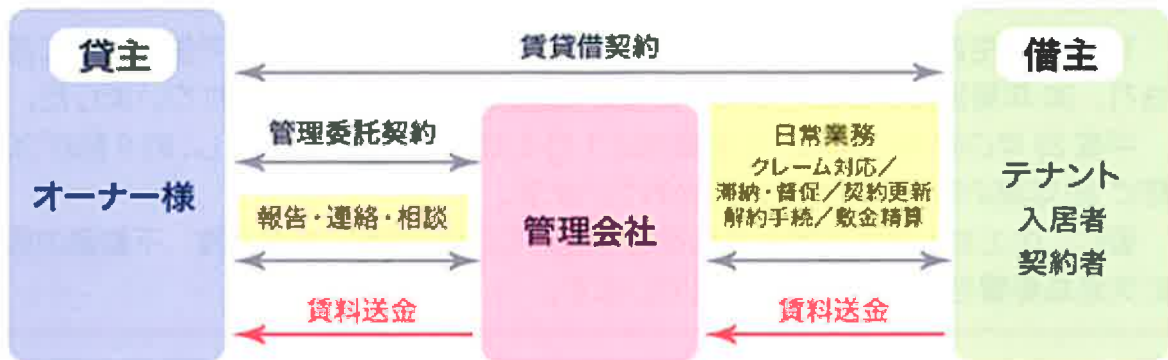 貸主
オーナー様
賃貸借契約
管理委託契約
報告・連絡・相談
賃料送金
管理会社
日常業務
クレーム対応／
滞納・督促／契約更新
解約手続／敷金精算
賃料送金
借主
テナント
入居者
契約者